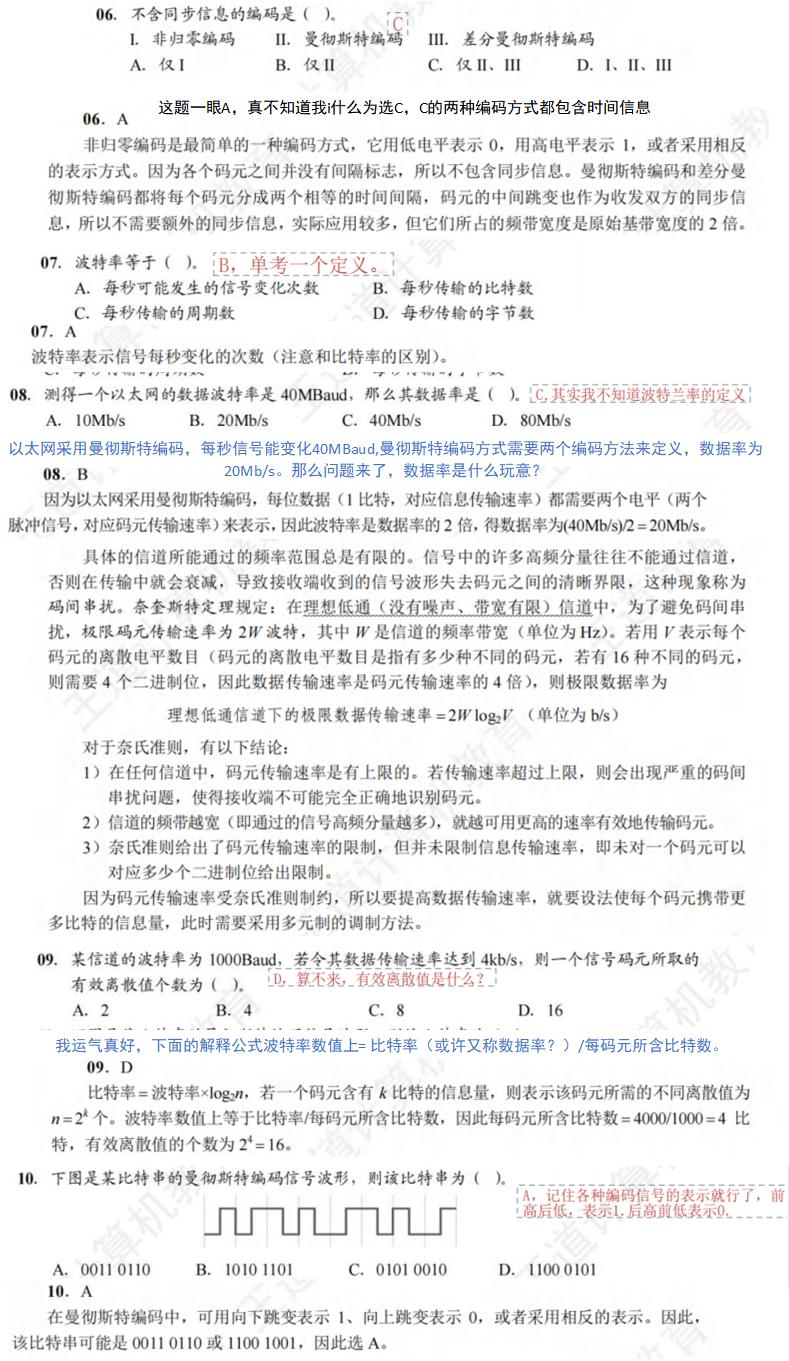 06. 不含同步信息的编码是（ ）。 C
I. 非归零编码 II. 曼彻斯特编码 III. 差分曼彻斯特编码
A. 仅 I B. 仅 II C. 仅 II、III D. I、II、III
这题一眼A，真不知道我i什么为选C，C的两种编码方式都包含时间信息
06. A
非归零编码是最简单的一种编码方式，它用低电平表示 0，用高电平表示 1，或者采用相反
的表示方式。因为各个码元之间并没有间隔标志，所以不包含同步信息。曼彻斯特编码和差分曼
彻斯特编码都将每个码元分成两个相等的时间间隔，码元的中间跳变也作为收发双方的同步信
息，所以不需要额外的同步信息，实际应用较多，但它们所占的频带宽度是原始基带宽度的 2 倍。
07. 波特率等于（ ）。 B，单考一个定义。
A. 每秒可能发生的信号变化次数 B. 每秒传输的比特数
C. 每秒传输的周期数 D. 每秒传输的字节数
07. A
波特率表示信号每秒变化的次数（注意和比特率的区别）。
08. 测得一个以太网的数据波特率是 40MBaud，那么其数据率是（ ）。 C,其实我不知道波特兰率的定义
A. 10Mb/s B. 20Mb/s C. 40Mb/s D. 80Mb/s
以太网采用曼彻斯特编码，每秒信号能变化40MBaud,曼彻斯特编码方式需要两个编码方法来定义，数据率为
20Mb/s。那么问题来了，数据率是什么玩意？
08. B
因为以太网采用曼彻斯特编码，每位数据（1 比特，对应信息传输速率）都需要两个电平（两个
脉冲信号，对应码元传输速率）来表示，因此波特率是数据率的 2 倍，得数据率为(40Mb/s)/2 = 20Mb/s。
具体的信道所能通过的频率范围总是有限的。信号中的许多高频分量往往不能通过信道，
否则在传输中就会衰减，导致接收端收到的信号波形失去码元之间的清晰界限，这种现象称为
码间串扰。奈奎斯特定理规定：在理想低通（没有噪声、带宽有限）信道中，为了避免码间串
扰，极限码元传输速率为 2W 波特，其中 W 是信道的频率带宽（单位为 Hz）。若用 V 表示每个
码元的离散电平数目（码元的离散电平数目是指有多少种不同的码元，若有 16 种不同的码元，
则需要 4 个二进制位，因此数据传输速率是码元传输速率的 4 倍），则极限数据率为
理想低通信道下的极限数据传输速率 = 2W log₂V （单位为 b/s）
对于奈氏准则，有以下结论：
1）在任何信道中，码元传输速率是有上限的。若传输速率超过上限，则会出现严重的码间
串扰问题，使得接收端不可能完全正确地识别码元。
2）信道的频带越宽（即通过的信号高频分量越多），就越可用更高的速率有效地传输码元。
3）奈氏准则给出了码元传输速率的限制，但并未限制信息传输速率，即未对一个码元可以
对应多少个二进制位给出限制。
因为码元传输速率受奈氏准则制约，所以要提高数据传输速率，就要设法使每个码元携带更
多比特的信息量，此时需要采用多元制的调制方法。
09. 某信道的波特率为 1000Baud，若令其数据传输速率达到 4kb/s，则一个信号码元所取的
有效离散值个数为（ ）。 D，算不来，有效离散值是什么？
A. 2 B. 4 C. 8 D. 16
我运气真好，下面的解释公式波特率数值上= 比特率（或许又称数据率？））/每码元所含比特数。
09. D
比特率 = 波特率×log₂n，若一个码元含有 k 比特的信息量，则表示该码元所需的不同离散值为
n = 2ᵏ 个。波特率数值上等于比特率/每码元所含比特数，因此每码元所含比特数 = 4000/1000 = 4 比
特，有效离散值的个数为 2⁴ = 16。
10. 下图是某比特串的曼彻斯特编码信号波形，则该比特串为（ ）。
A，记住各种编码信号的表示就行了，前
高后低，表示1.后高前低表示0.
A. 0011 0110 B. 1010 1101 C. 0101 0010 D. 1100 0101
10. A
在曼彻斯特编码中，可用向下跳变表示 1、向上跳变表示 0，或者采用相反的表示。因此，
该比特串可能是 0011 0110 或 1100 1001，因此选 A。